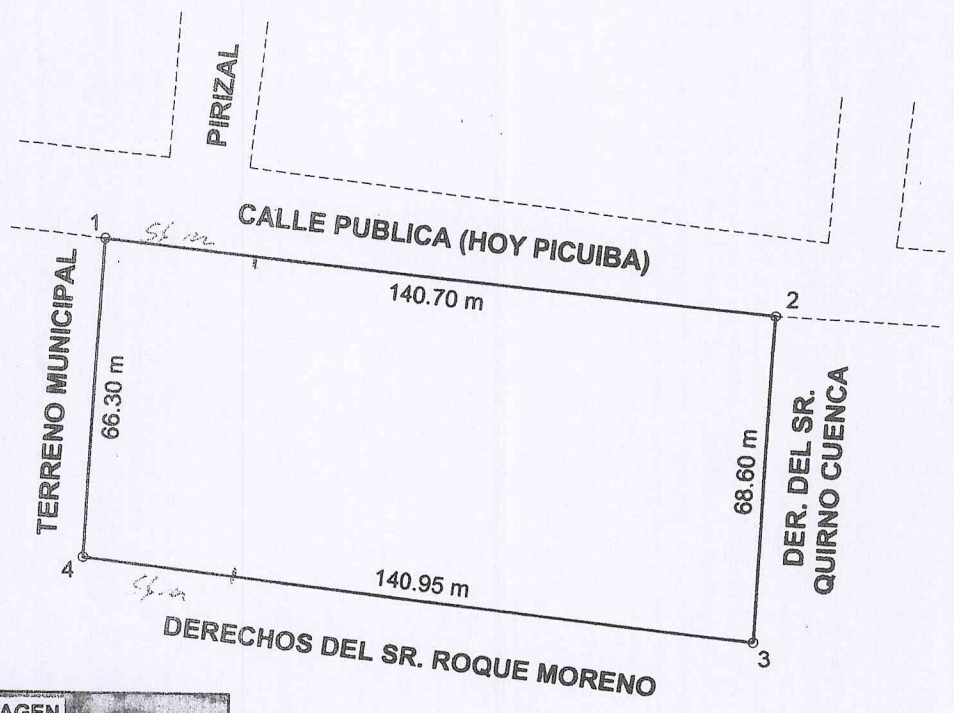 PIRIZAL
CALLE PUBLICA (HOY PICUIBA)
1
140.70 m
2
TERRENO MUNICIPAL
66.30 m
68.60 m
DER. DEL SR.
QUIRNO CUENCA
4
140.95 m
3
DERECHOS DEL SR. ROQUE MORENO